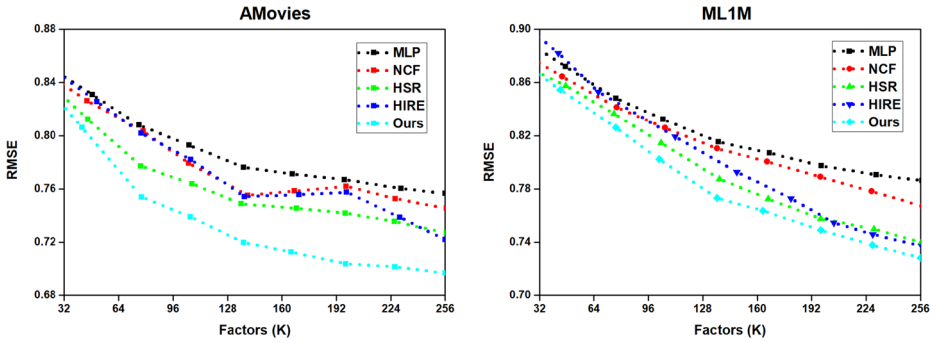 AMovies
0.88
0.84
0.80
0.76
0.72
0.68
RMSE
MLP
NCF
HSR
HIRE
Ours
32 64 96 128 160 192 224 256
Factors (K)
ML1M
0.90
0.86
0.82
0.78
0.74
0.70
RMSE
MLP
NCF
HSR
HIRE
Ours
32 64 96 128 160 192 224 256
Factors (K)